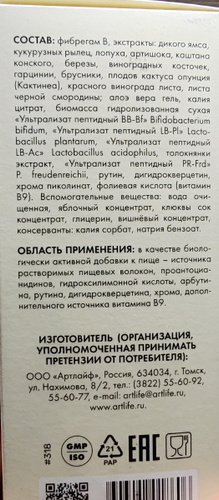 СОСТАВ: фибрегам В, экстракты: дикого ямса,
кукурузных рылец, лопуха, артишока, каштана
конского, березы, виноградных косточек,
гарцинии, брусники, плодов кактуса опунция
(Кактинеа), красного винограда листа, листа
черной смородины; алоэ вера гель, калия
цитрат, биомасса гидролизованная сухая
«Ультрализат пептидный BB-Bf» Bifidobacterium
bifidum, «Ультрализат пептидный LB-Pl» Lacto-
bacillus plantarum, «Ультрализат пептидный
LB-Ac» Lactobacillus acidophilus, толокнянки
экстракт, «Ультрализат пептидный PR-Frd»
P. freudenreichii, рутин, дигидрокверцетин,
хрома пиколинат, фолиевая кислота (витамин
В9). Вспомогательные вещества: вода очи-
щенная, яблочный концентрат, клюквы сок
концентрат, глицерин, вишнёвый концентрат,
консерванты: калия сорбат, натрия бензоат.
ОБЛАСТЬ ПРИМЕНЕНИЯ: в качестве биоло-
гически активной добавки к пище – источника
растворимых пищевых волокон, проантоциа-
нидинов, гидроксилимонной кислоты, арбути-
на, рутина, дигидрокверцетина, хрома, допол-
нительного источника витамина В9.
ИЗГОТОВИТЕЛЬ (ОРГАНИЗАЦИЯ,
УПОЛНОМОЧЕННАЯ ПРИНИМАТЬ
ПРЕТЕНЗИИ ОТ ПОТРЕБИТЕЛЯ):
ООО «Артлайф», Россия, 634034, г. Томск,
ул. Нахимова, 8/2, тел.: (3822) 55-60-92,
55-60-77, e-mail: artlife@artlife.ru
www.artlife.ru
#318
GMP
ISO
21
PAP
ЕАС